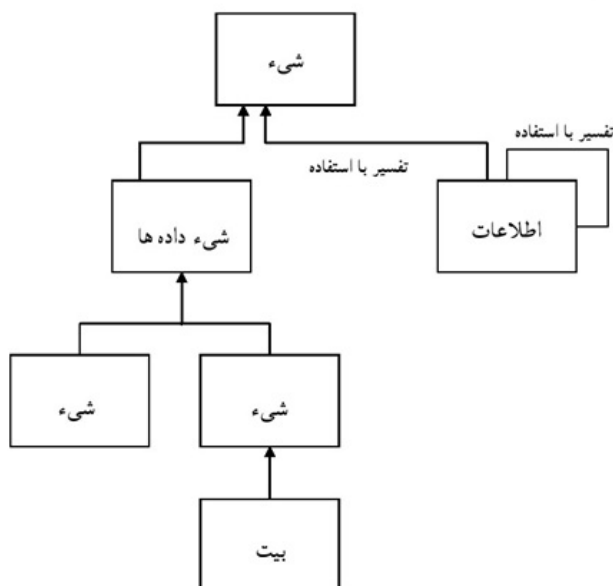 شیء
تفسیر با استفاده
تفسیر با استفاده
شیء داده ها
اطلاعات
شیء
شیء
بیت